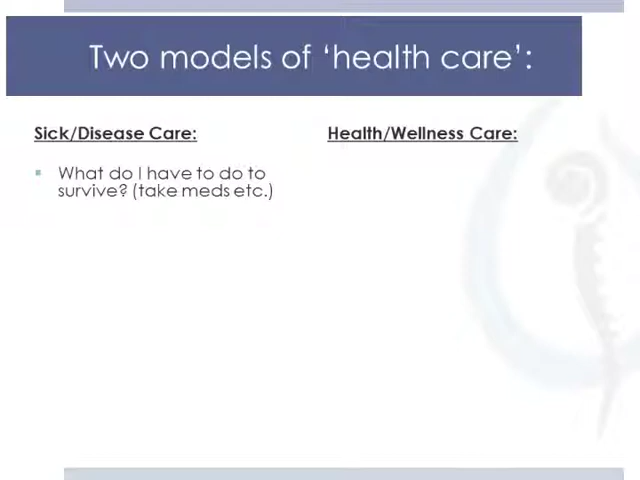 Two models of ‘health care’:
Sick/Disease Care:
▪ What do I have to do to
survive? (take meds etc.)
Health/Wellness Care: